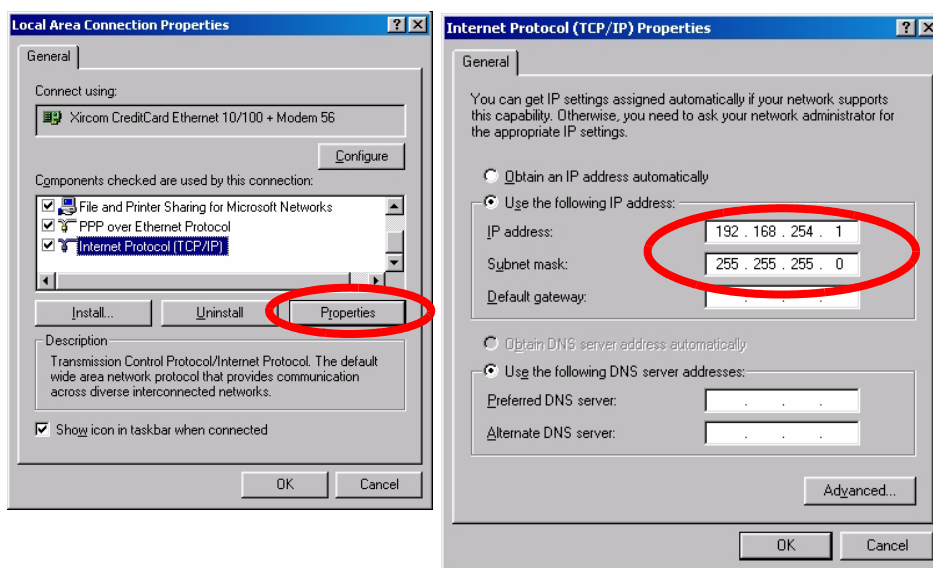 Local Area Connection Properties
General
Connect using:
Xircom CreditCard Ethernet 10/100 + Modem 56
Configure
Components checked are used by this connection:
File and Printer Sharing for Microsoft Networks
PPP over Ethernet Protocol
Internet Protocol (TCP/IP)
Install...
Uninstall
Properties
Description
Transmission Control Protocol/Internet Protocol. The default
wide area network protocol that provides communication
across diverse interconnected networks.
Show icon in taskbar when connected
OK
Cancel
Internet Protocol (TCP/IP) Properties
General
You can get IP settings assigned automatically if your network supports
this capability. Otherwise, you need to ask your network administrator for
the appropriate IP settings.
Obtain an IP address automatically
Use the following IP address:
IP address:
192 . 168 . 254 . 1
Subnet mask:
255 . 255 . 255 . 0
Default gateway:
. . .
Obtain DNS server address automatically
Use the following DNS server addresses:
Preferred DNS server:
. . .
Alternate DNS server:
. . .
Advanced...
OK
Cancel